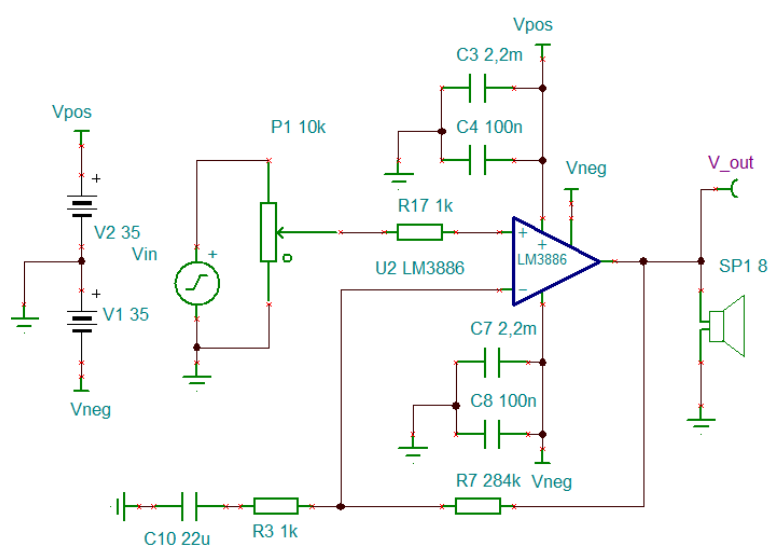 Vpos
C3 2,2m
Vpos
P1 10k
C4 100n
Vneg
V_out
+
R17 1k
V2 35
Vin
+
+
+
LM3886
U2 LM3886
−
SP1 8
+
V1 35
C7 2,2m
Vneg
C8 100n
Vneg
R7 284k
C10 22u
R3 1k